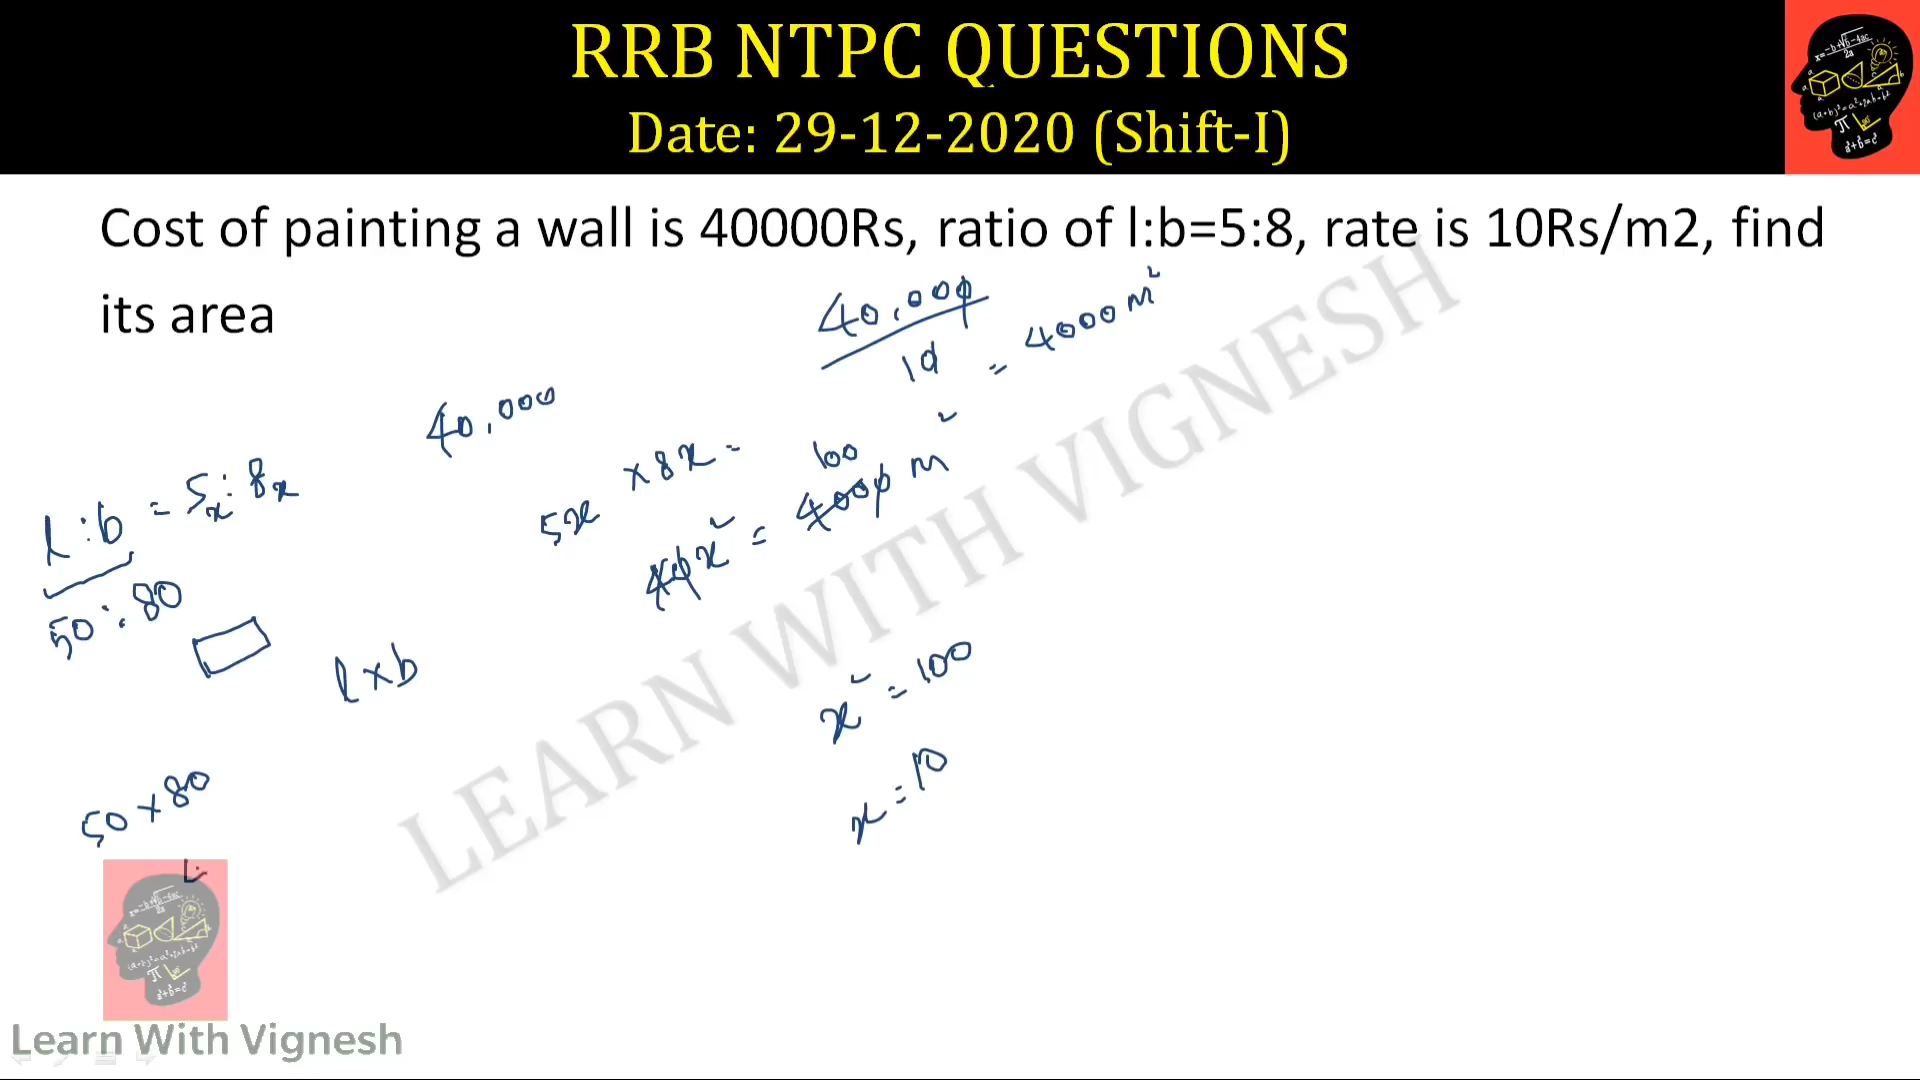 RRB NTPC QUESTIONS
Date: 29-12-2020 (Shift-I)
Cost of painting a wall is 40000Rs, ratio of l:b=5:8, rate is 10Rs/m2, find
its area
40,000
10
= 4000 m²
40,000
l:b = 5x : 8x
50 : 80
5x × 8x =
100
40x² = 4000 m²
l × b
x² = 100
x = 10
50 × 80
LEARN WITH VIGNESH
Learn With Vignesh